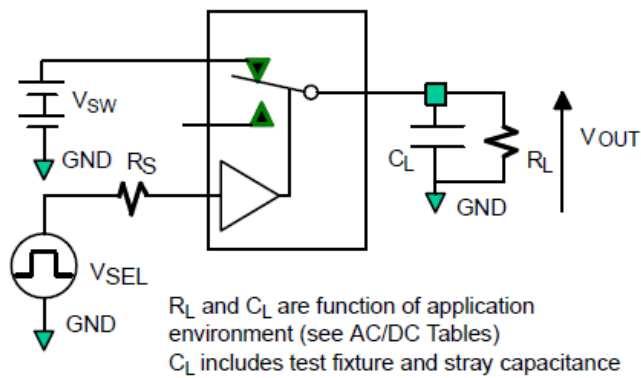 VSW
GND
RS
VSEL
GND
CL
RL
VOUT
GND
RL and CL are function of application
environment (see AC/DC Tables)
CL includes test fixture and stray capacitance